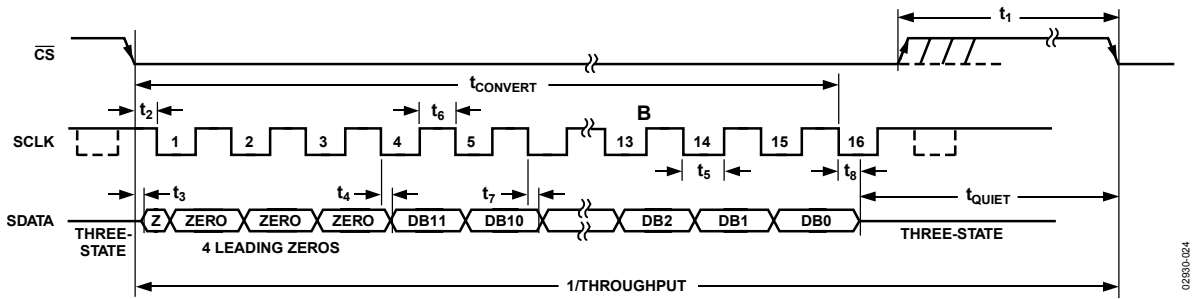 t1
CS
tCONVERT
t2
t6
B
SCLK
1 2 3 4 5 13 14 15 16
t3
t4
t7
t5
t8
tQUIET
SDATA
Z ZERO ZERO ZERO DB11 DB10 DB2 DB1 DB0
THREE-
STATE
4 LEADING ZEROS
THREE-STATE
1/THROUGHPUT
02930-024